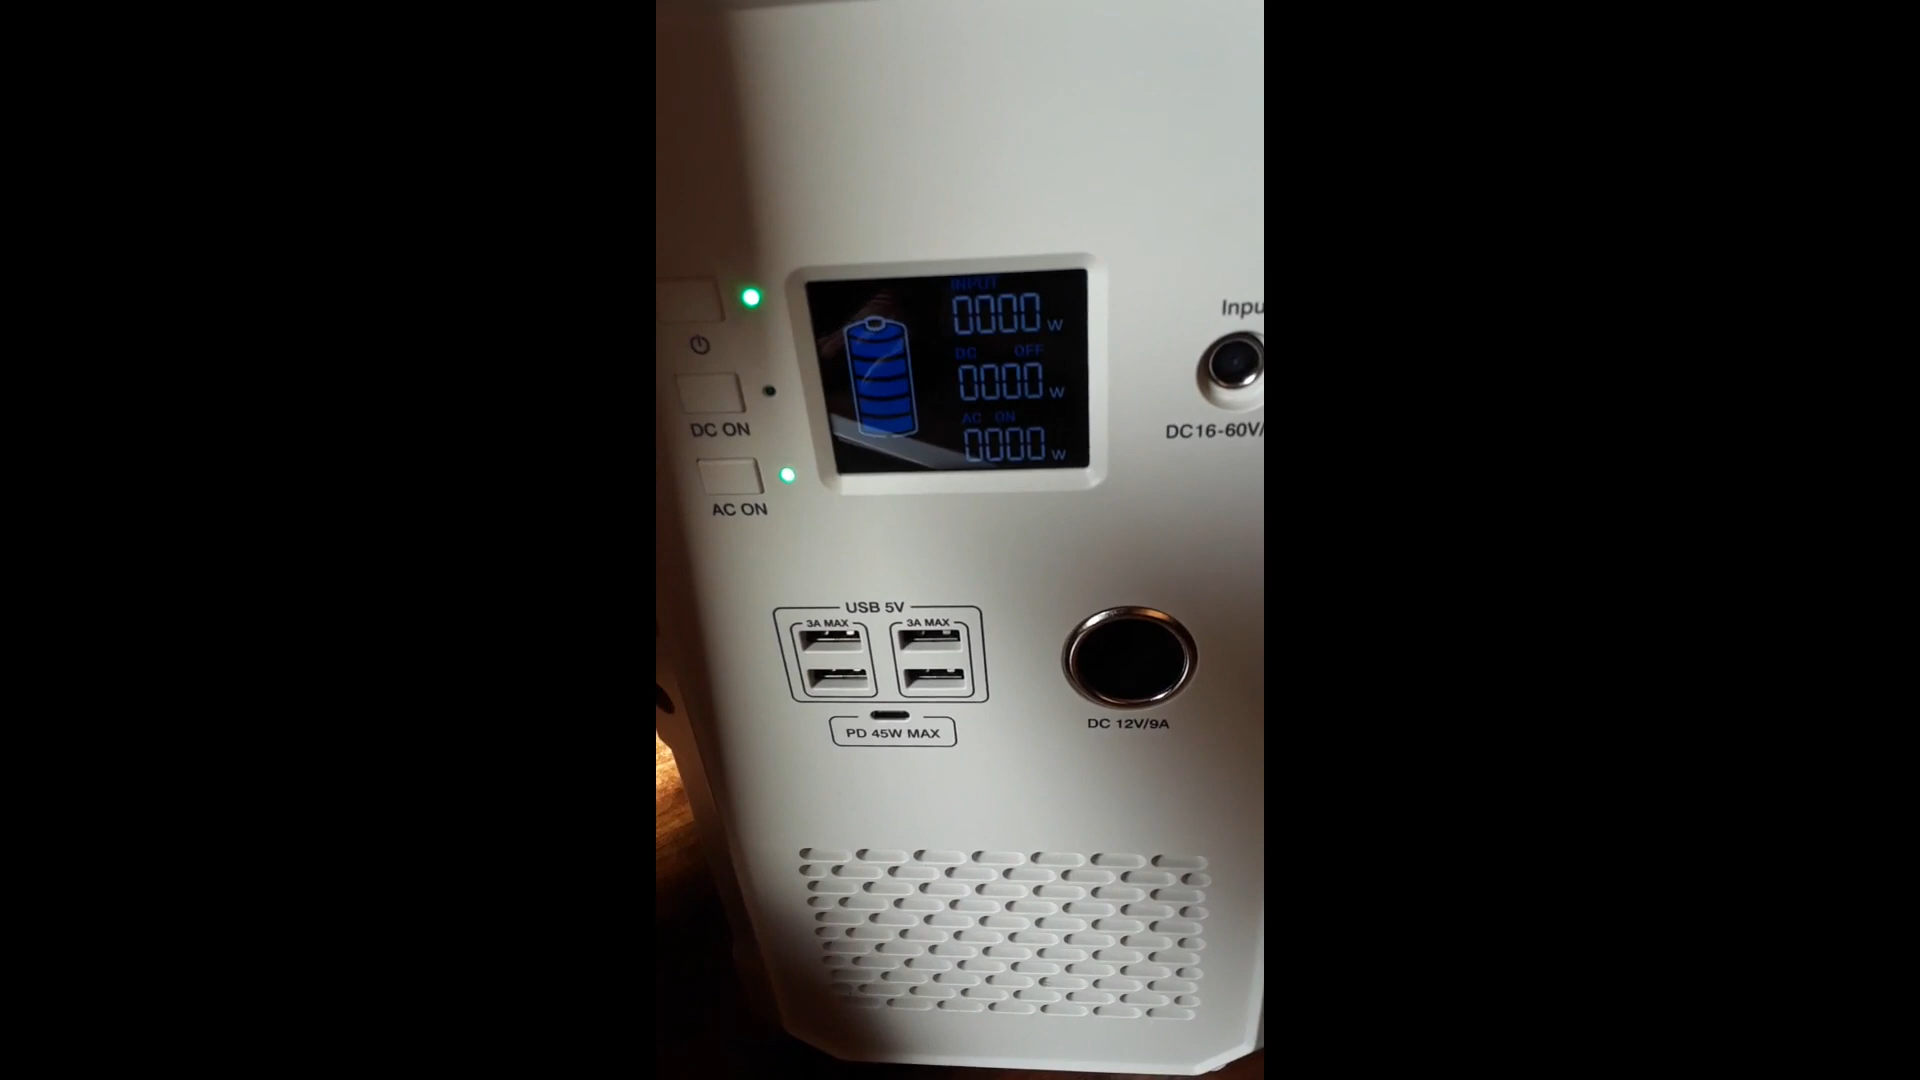 INPUT
0000 W
DC OFF
0000 W
AC ON
0000 W
DC ON
AC ON
Inpu
DC16-60V/
USB 5V
3A MAX 3A MAX
PD 45W MAX
DC 12V/9A